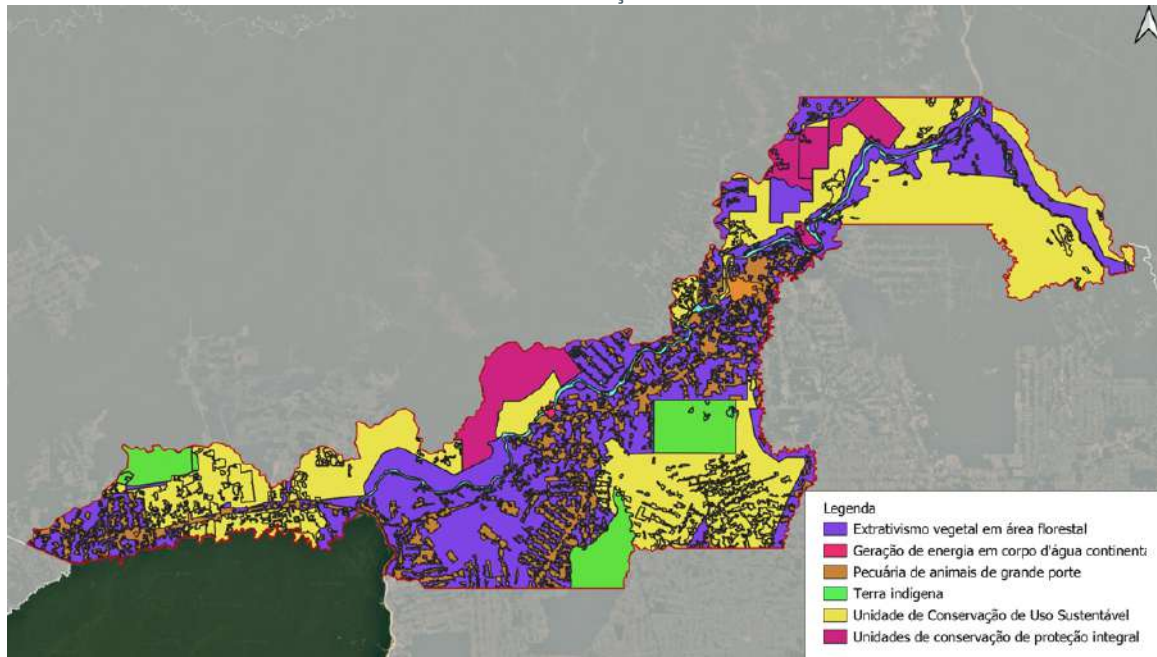 Legenda
Extrativismo vegetal em área florestal
Geração de energia em corpo d'água continenta
Pecuária de animais de grande porte
Terra indígena
Unidade de Conservação de Uso Sustentável
Unidades de conservação de proteção integral